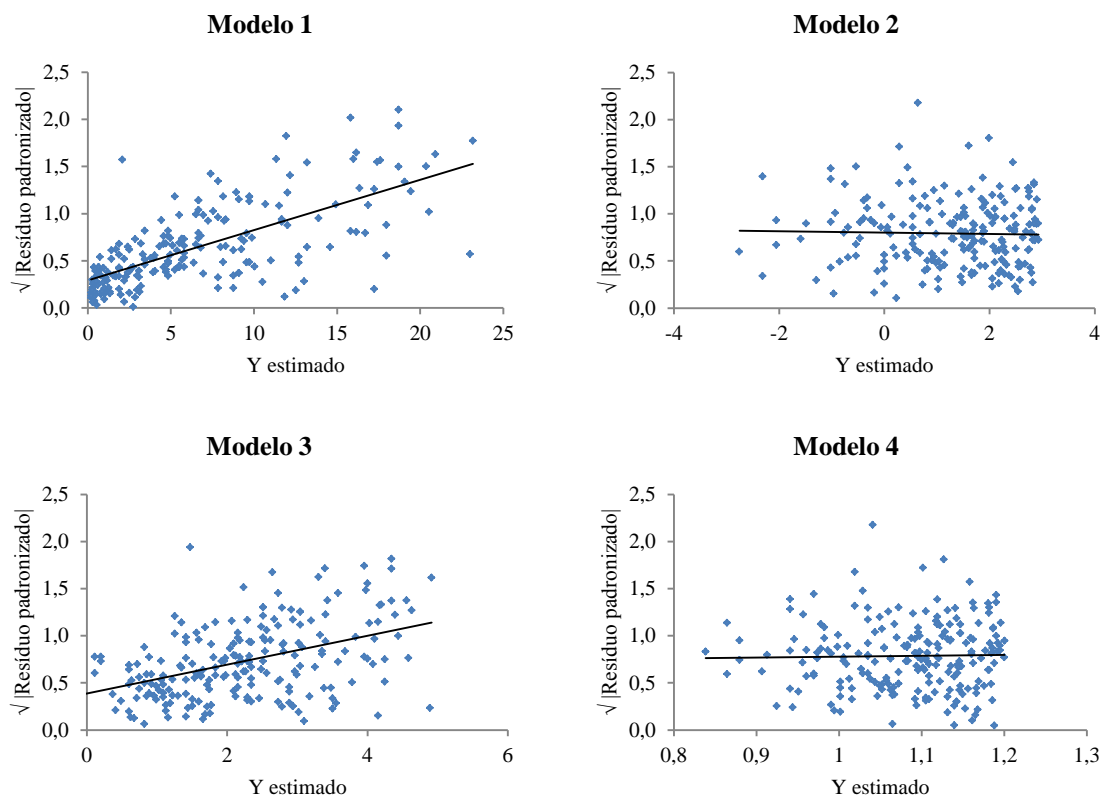 Modelo 1
2,5
2,0
1,5
1,0
0,5
0,0
√ |Resíduo padronizado|
0 5 10 15 20 25
Y estimado
Modelo 2
2,5
2,0
1,5
1,0
0,5
0,0
√ |Resíduo padronizado|
-4 -2 0 2 4
Y estimado
Modelo 3
2,5
2,0
1,5
1,0
0,5
0,0
√ |Resíduo padronizado|
0 2 4 6
Y estimado
Modelo 4
2,5
2,0
1,5
1,0
0,5
0,0
√ |Resíduo padronizado|
0,8 0,9 1 1,1 1,2 1,3
Y estimado